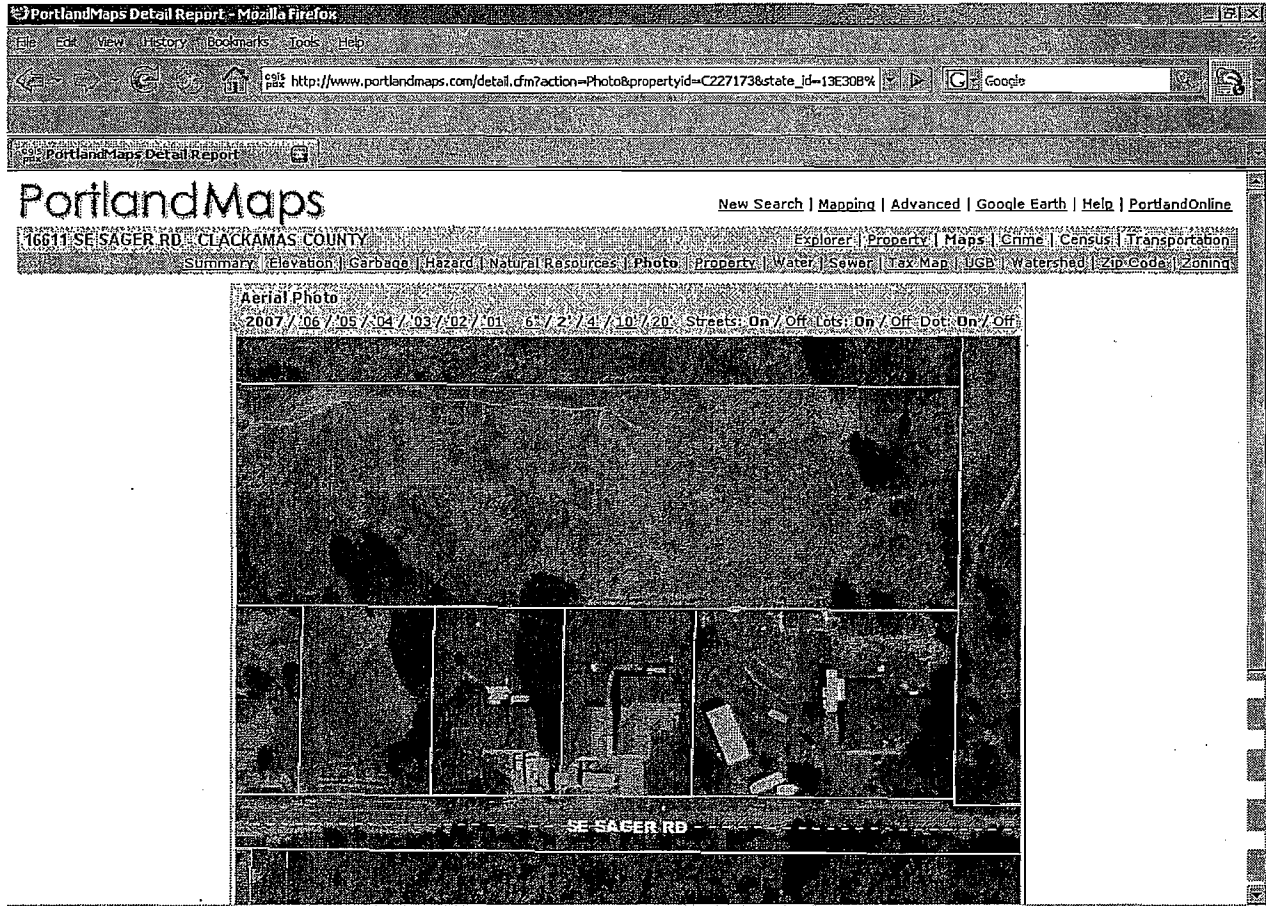 PortlandMaps Detail Report - Mozilla Firefox
File Edit View History Bookmarks Tools Help
http://www.portlandmaps.com/detail.cfm?action=Photo&propertyid=C227173&state_id=13E30B% Google
PortlandMaps Detail Report
PortlandMaps
New Search | Mapping | Advanced | Google Earth | Help | PortlandOnline
16611 SE SAGER RD - CLACKAMAS COUNTY
Explorer | Property | Maps | Crime | Census | Transportation
Summary | Elevation | Garbage | Hazard | Natural Resources | Photo | Property | Water | Sewer | Tax Map | UGB | Watershed | Zip Code | Zoning
Aerial Photo
2007 / '06 / '05 / '04 / '03 / '02 / '01 6" / 2' / 4' / 10' / 20' Streets: On / Off Lots: On / Off Dot: On / Off
SE SAGER RD